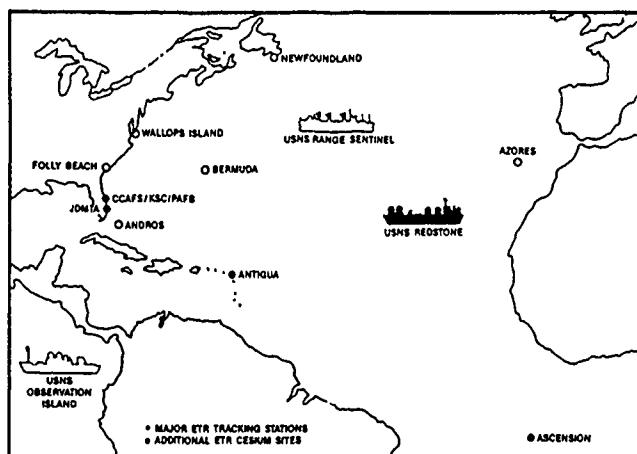 NEWFOUNDLAND
WALLOPS ISLAND
USNS RANGE SENTINEL
FOLLY BEACH
BERMUDA
AZORES
CCAFS/KSC/PAFB
JDMTA
ANDROS
USNS REDSTONE
ANTIGUA
USNS
OBSERVATION
ISLAND
MAJOR ETR TRACKING STATIONS
ADDITIONAL ETR CESIUM SITES
ASCENSION